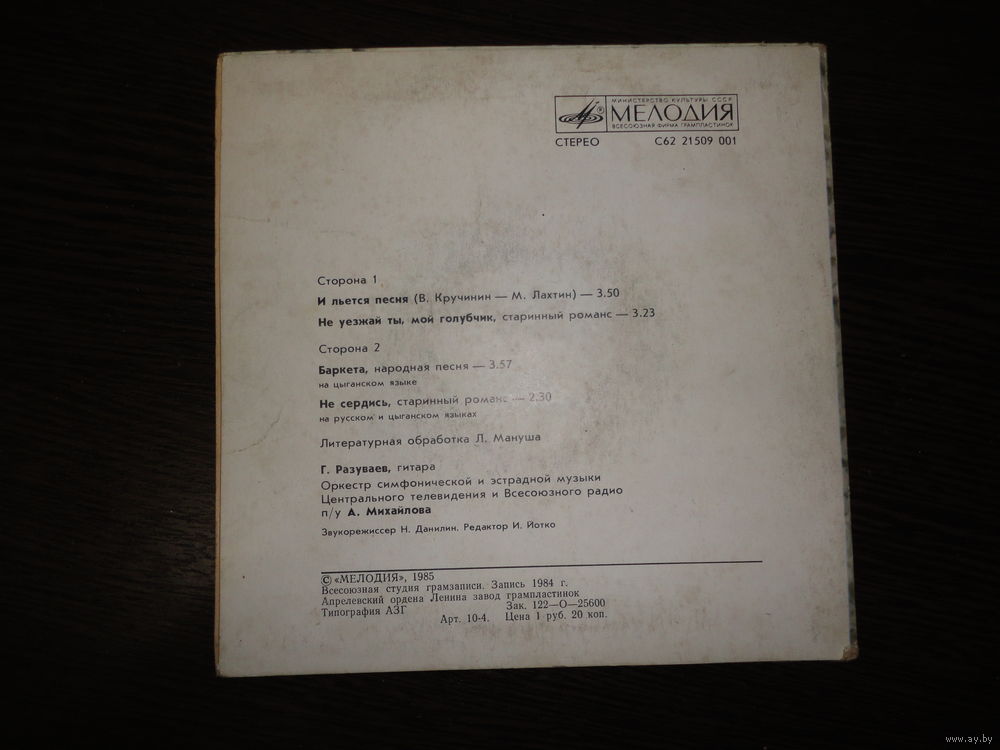 МИНИСТЕРСТВО КУЛЬТУРЫ СССР
МЕЛОДИЯ
ВСЕСОЮЗНАЯ ФИРМА ГРАМПЛАСТИНОК
СТЕРЕО С62 21509 001
Сторона 1
И льется песня (В. Кручинин — М. Лахтин) — 3.50
Не уезжай ты, мой голубчик, старинный романс — 3.23
Сторона 2
Баркета, народная песня — 3.57
на цыганском языке
Не сердись, старинный романс — 2.30
на русском и цыганском языках
Литературная обработка Л. Мануша
Г. Разуваев, гитара
Оркестр симфонической и эстрадной музыки
Центрального телевидения и Всесоюзного радио
п/у А. Михайлова
Звукорежиссер Н. Данилин. Редактор И. Йотко
© «МЕЛОДИЯ», 1985
Всесоюзная студия грамзаписи. Запись 1984 г.
Апрелевский ордена Ленина завод грампластинок
Типография АЗГ Зак. 122—О—25600
Арт. 10-4. Цена 1 руб. 20 коп.
www.ay.by